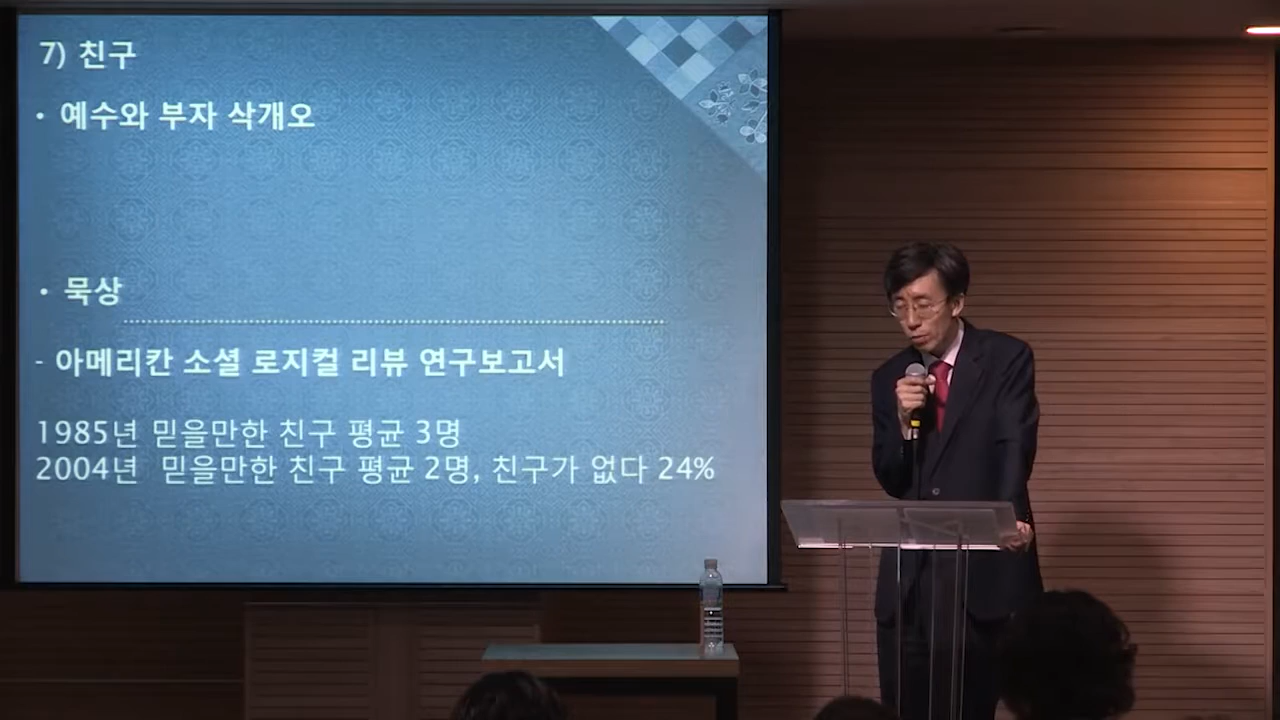 7) 친구
• 예수와 부자 삭개오
• 묵상
- 아메리칸 소셜 로지컬 리뷰 연구보고서
1985년 믿을만한 친구 평균 3명
2004년 믿을만한 친구 평균 2명, 친구가 없다 24%